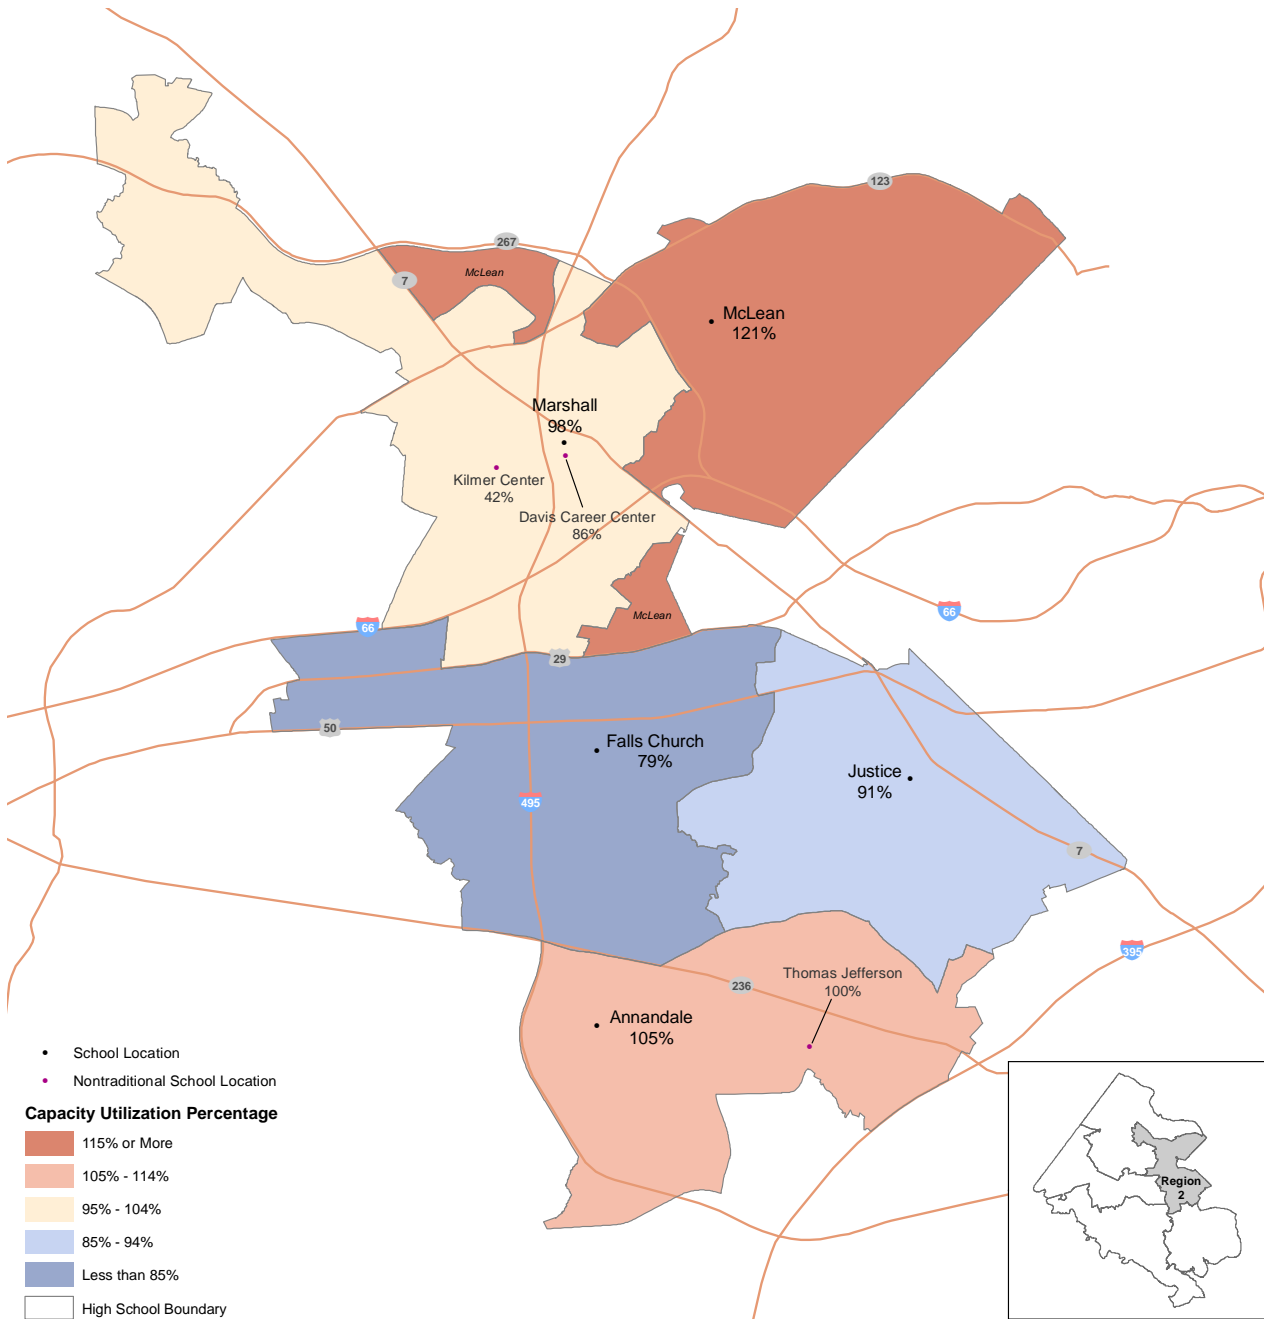 123
267
McLean
7
McLean
121%
Marshall
98%
Kilmer Center
42%
Davis Career Center
86%
66
McLean
66
29
50
Falls Church
79%
Justice
91%
495
7
395
Thomas Jefferson
100%
236
Annandale
105%
School Location
Nontraditional School Location
Capacity Utilization Percentage
115% or More
105% - 114%
95% - 104%
85% - 94%
Less than 85%
High School Boundary
Region
2